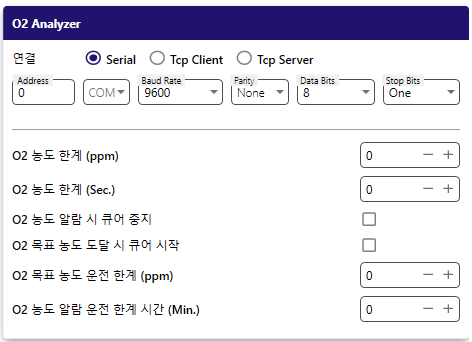 O2 Analyzer
연결 Serial Tcp Client Tcp Server
Address Baud Rate Parity Data Bits Stop Bits
0 COM 9600 None 8 One
O2 농도 한계 (ppm) 0
O2 농도 한계 (Sec.) 0
O2 농도 알람 시 큐어 중지
O2 목표 농도 도달 시 큐어 시작
O2 목표 농도 운전 한계 (ppm) 0
O2 농도 알람 운전 한계 시간 (Min.) 0